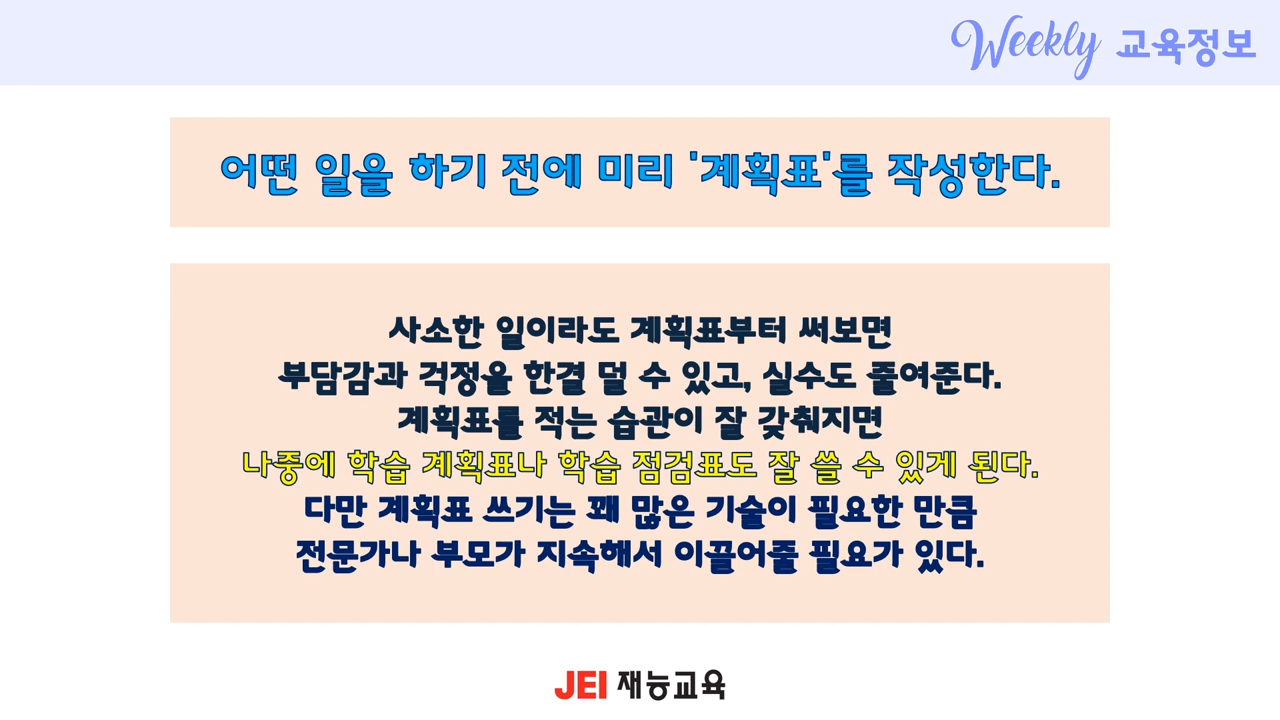 Weekly 교육정보
어떤 일을 하기 전에 미리 '계획표'를 작성한다.
사소한 일이라도 계획표부터 써보면
부담감과 걱정을 한결 덜 수 있고, 실수도 줄여준다.
계획표를 적는 습관이 잘 갖춰지면
나중에 학습 계획표나 학습 점검표도 잘 쓸 수 있게 된다.
다만 계획표 쓰기는 꽤 많은 기술이 필요한 만큼
전문가나 부모가 지속해서 이끌어줄 필요가 있다.
JEI 재능교육